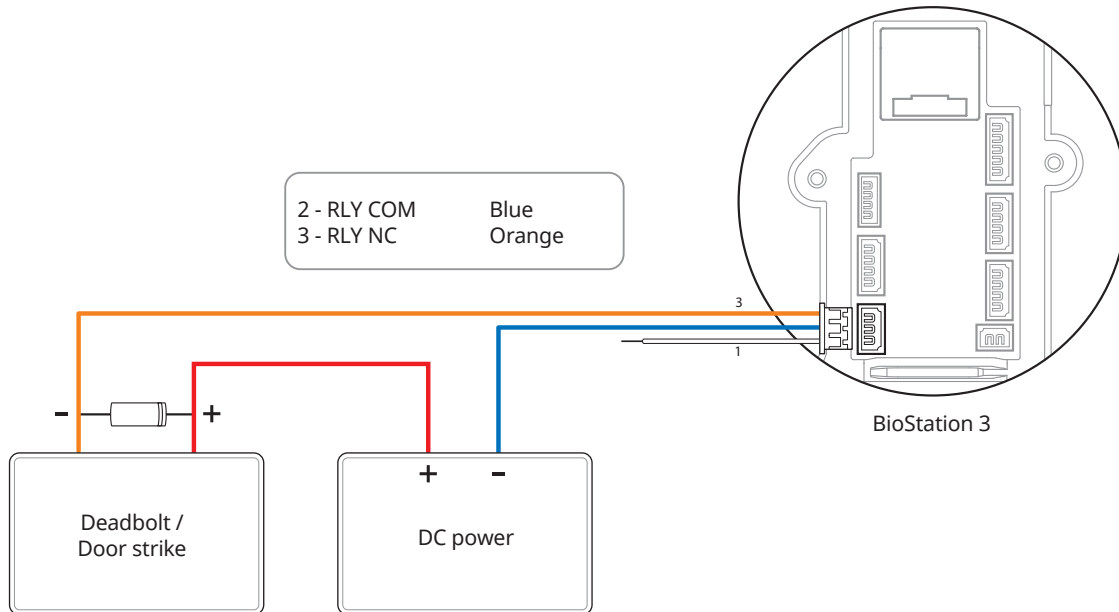 2 - RLY COM Blue
3 - RLY NC Orange
3
1
BioStation 3
- +
+ -
Deadbolt /
Door strike
DC power